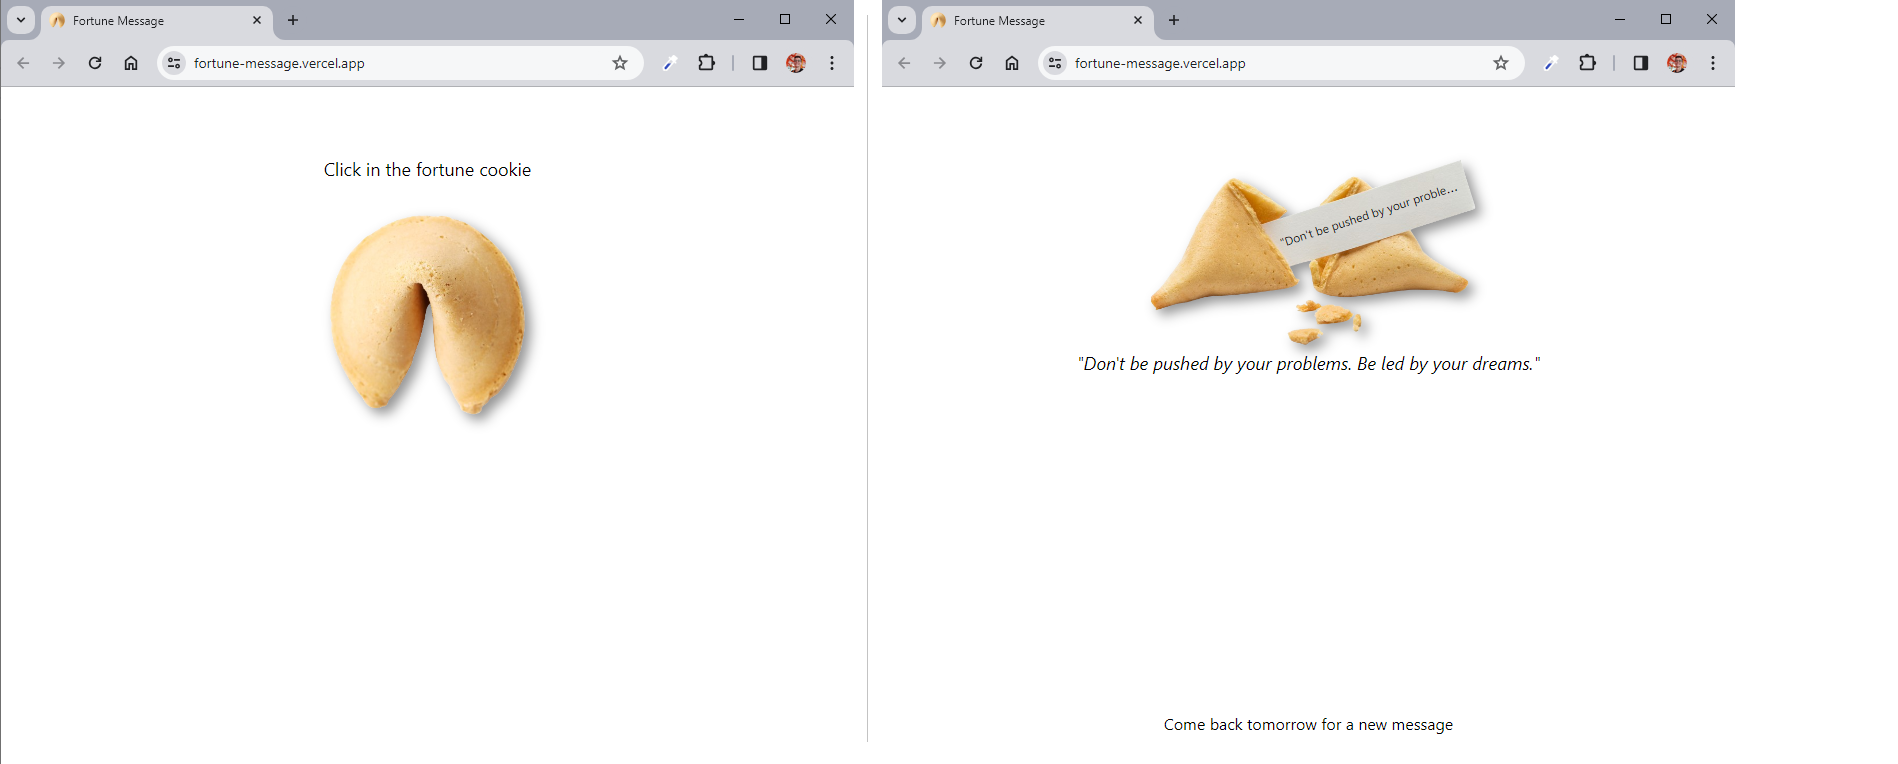 Fortune Message
fortune-message.vercel.app
Click in the fortune cookie
Fortune Message
fortune-message.vercel.app
"Don't be pushed by your proble...
"Don't be pushed by your problems. Be led by your dreams."
Come back tomorrow for a new message